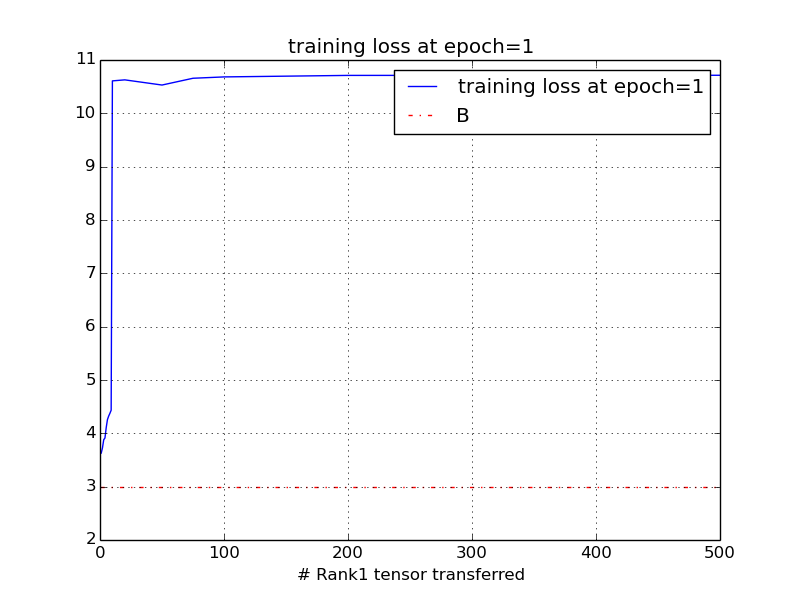 training loss at epoch=1
11
10
9
8
7
6
5
4
3
2
training loss at epoch=1
B
0 100 200 300 400 500
# Rank1 tensor transferred